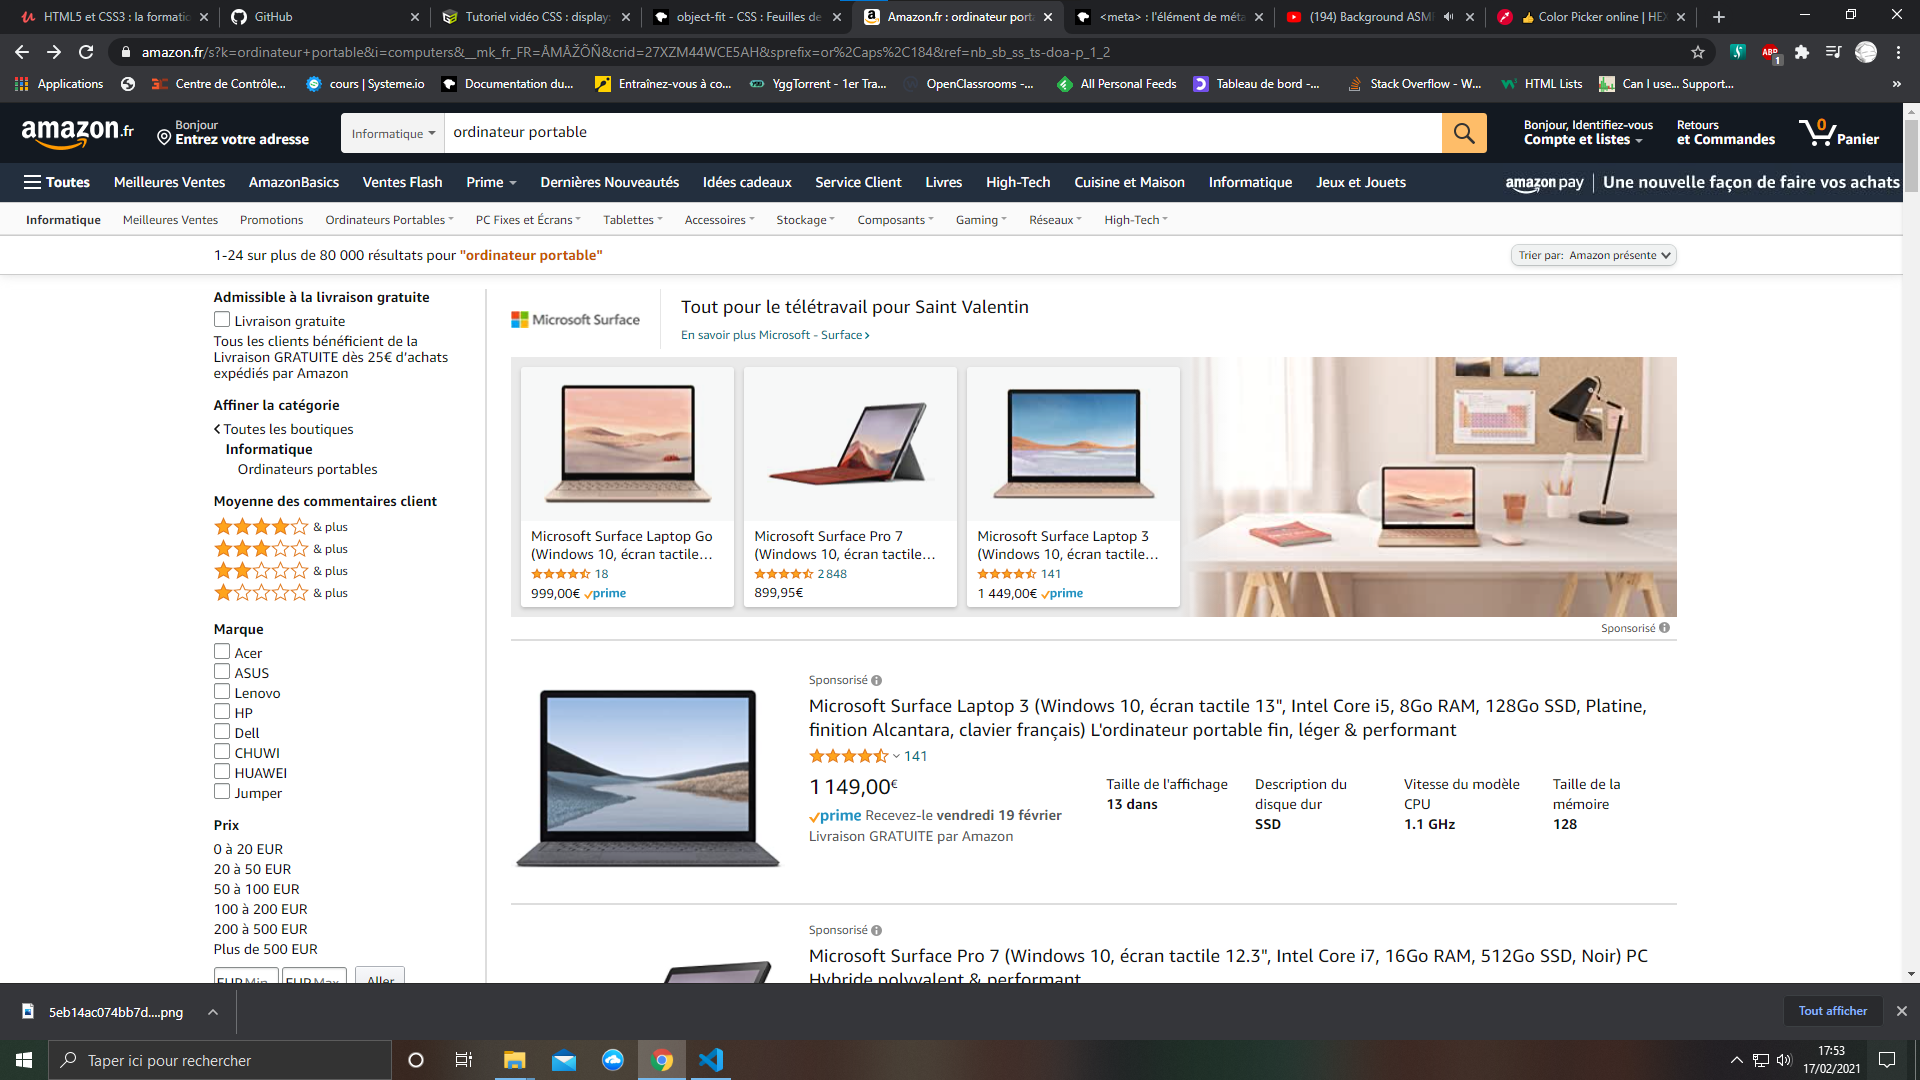 HTML5 et CSS3 : la formatio
GitHub
Tutoriel vidéo CSS : display:
object-fit - CSS : Feuilles de
Amazon.fr : ordinateur porta
<meta> : l'élément de méta
(194) Background ASM
Color Picker online | HE
amazon.fr/s?k=ordinateur+portable&i=computers&__mk_fr_FR=ÅMÅŽÕÑ&crid=27XZM44WCE5AH&sprefix=or%2Caps%2C184&ref=nb_sb_ss_ts-doa-p_1_2
ABP 1
Applications
Centre de Contrôle...
cours | Systeme.io
Documentation du...
Entraînez-vous à co...
YggTorrent - 1er Tra...
OpenClassrooms -...
All Personal Feeds
Tableau de bord -...
Stack Overflow - W...
HTML Lists
Can I use... Support...
»
amazon.fr
Bonjour
Entrez votre adresse
Informatique
ordinateur portable
Bonjour, Identifiez-vous
Compte et listes
Retours
et Commandes
0
Panier
Toutes
Meilleures Ventes
AmazonBasics
Ventes Flash
Prime
Dernières Nouveautés
Idées cadeaux
Service Client
Livres
High-Tech
Cuisine et Maison
Informatique
Jeux et Jouets
amazon pay | Une nouvelle façon de faire vos achats
Informatique
Meilleures Ventes
Promotions
Ordinateurs Portables
PC Fixes et Écrans
Tablettes
Accessoires
Stockage
Composants
Gaming
Réseaux
High-Tech
1-24 sur plus de 80 000 résultats pour "ordinateur portable"
Trier par: Amazon présente
Admissible à la livraison gratuite
Livraison gratuite
Tous les clients bénéficient de la
Livraison GRATUITE dès 25€ d'achats
expédiés par Amazon
Affiner la catégorie
Toutes les boutiques
Informatique
Ordinateurs portables
Moyenne des commentaires client
& plus
& plus
& plus
& plus
Marque
Acer
ASUS
Lenovo
HP
Dell
CHUWI
HUAWEI
Jumper
Prix
0 à 20 EUR
20 à 50 EUR
50 à 100 EUR
100 à 200 EUR
200 à 500 EUR
Plus de 500 EUR
EUR Min
EUR Max
Aller
Microsoft Surface
Tout pour le télétravail pour Saint Valentin
En savoir plus Microsoft - Surface
Microsoft Surface Laptop Go
(Windows 10, écran tactile…
18
999,00€ prime
Microsoft Surface Pro 7
(Windows 10, écran tactile…
2 848
899,95€
Microsoft Surface Laptop 3
(Windows 10, écran tactile…
141
1 449,00€ prime
Sponsorisé
Sponsorisé
Microsoft Surface Laptop 3 (Windows 10, écran tactile 13", Intel Core i5, 8Go RAM, 128Go SSD, Platine,
finition Alcantara, clavier français) L'ordinateur portable fin, léger & performant
141
1 149,00€
prime Recevez-le vendredi 19 février
Livraison GRATUITE par Amazon
Taille de l'affichage
13 dans
Description du
disque dur
SSD
Vitesse du modèle
CPU
1.1 GHz
Taille de la
mémoire
128
Sponsorisé
Microsoft Surface Pro 7 (Windows 10, écran tactile 12.3", Intel Core i7, 16Go RAM, 512Go SSD, Noir) PC
Hybride polyvalent & performant
5eb14ac074bb7d....png
Tout afficher
Taper ici pour rechercher
17:53
17/02/2021